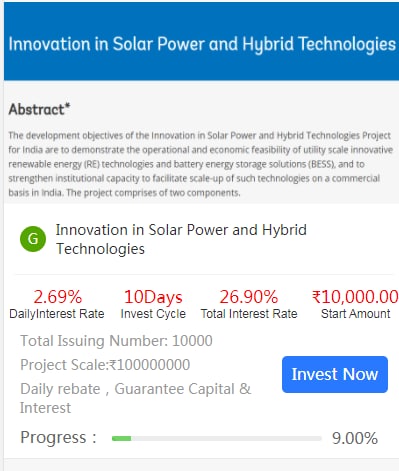 Innovation in Solar Power and Hybrid Technologies
Abstract*
The development objectives of the Innovation in Solar Power and Hybrid Technologies Project
for India are to demonstrate the operational and economic feasibility of utility scale innovative
renewable energy (RE) technologies and battery energy storage solutions (BESS), and to
strengthen institutional capacity to facilitate scale-up of such technologies on a commercial
basis in India. The project comprises of two components.
G
Innovation in Solar Power and Hybrid
Technologies
2.69% 10Days 26.90% ₹10,000.00
DailyInterest Rate Invest Cycle Total Interest Rate Start Amount
Total Issuing Number: 10000
Project Scale:₹100000000
Invest Now
Daily rebate，Guarantee Capital &
Interest
Progress： 9.00%